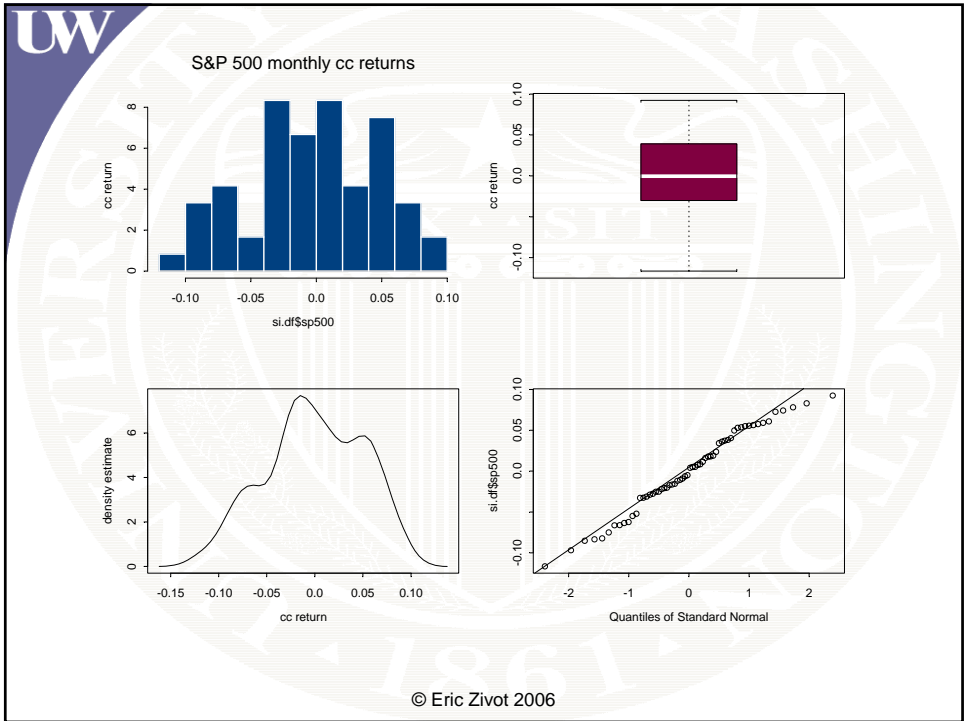 UW
S&P 500 monthly cc returns
cc return
0 2 4 6 8
-0.10 -0.05 0.0 0.05 0.10
si.df$sp500
cc return
-0.10 0.0 0.05 0.10
density estimate
0 2 4 6
-0.15 -0.10 -0.05 0.0 0.05 0.10
cc return
si.df$sp500
-0.10 0.0 0.05 0.10
-2 -1 0 1 2
Quantiles of Standard Normal
1861
© Eric Zivot 2006